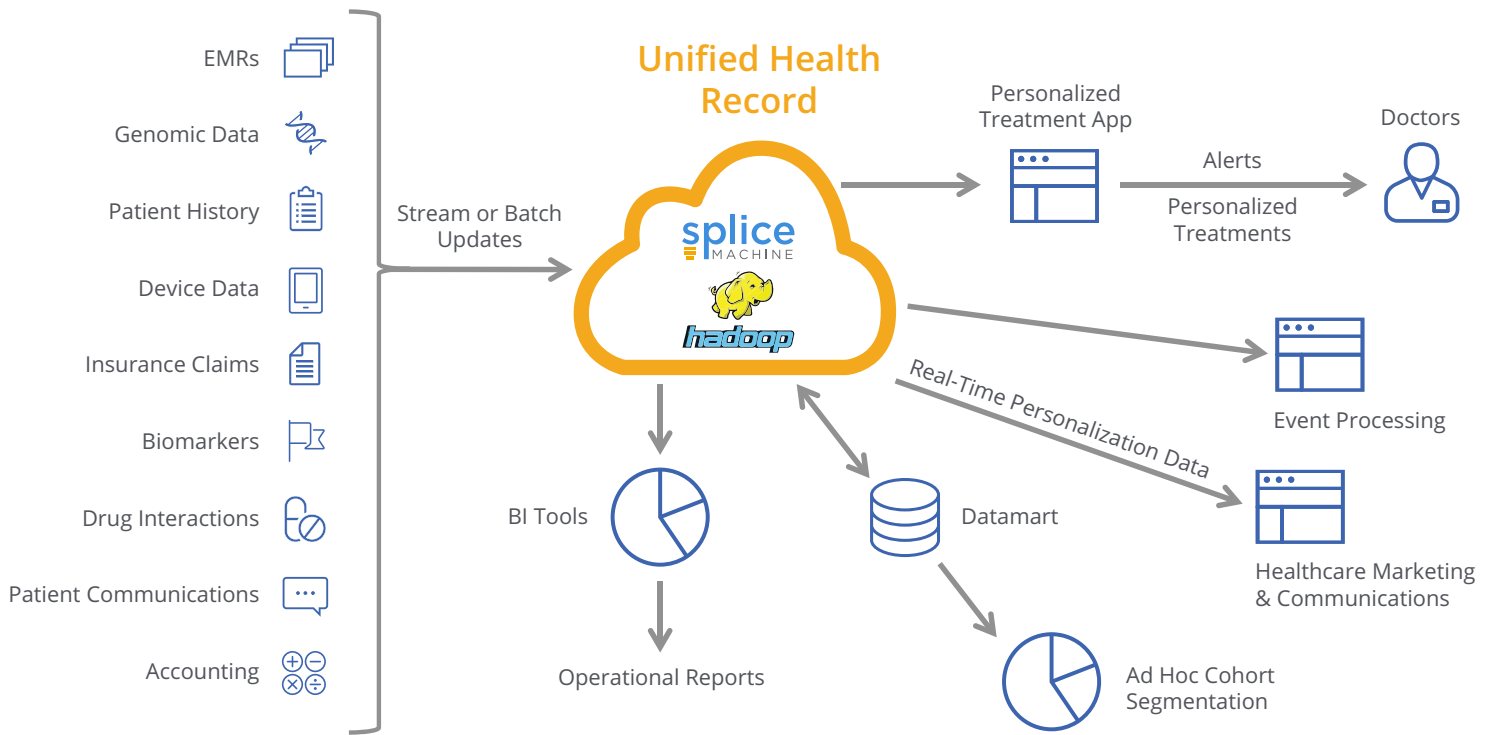 EMRs
Genomic Data
Patient History
Device Data
Insurance Claims
Biomarkers
Drug Interactions
Patient Communications
Accounting
Stream or Batch
Updates
Unified Health
Record
splice
MACHINE
hadoop
Personalized
Treatment App
Alerts
Personalized
Treatments
Doctors
Event Processing
Real-Time Personalization Data
Healthcare Marketing
& Communications
BI Tools
Operational Reports
Datamart
Ad Hoc Cohort
Segmentation